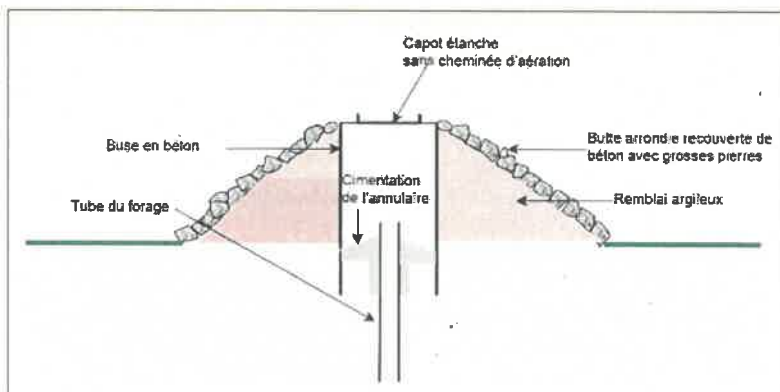 Capot étanche
sans cheminée d'aération
Buse en béton
Butte arrondie recouverte de
béton avec grosses pierres
Cimentation
de l'annulaire
Remblai argileux
Tube du forage